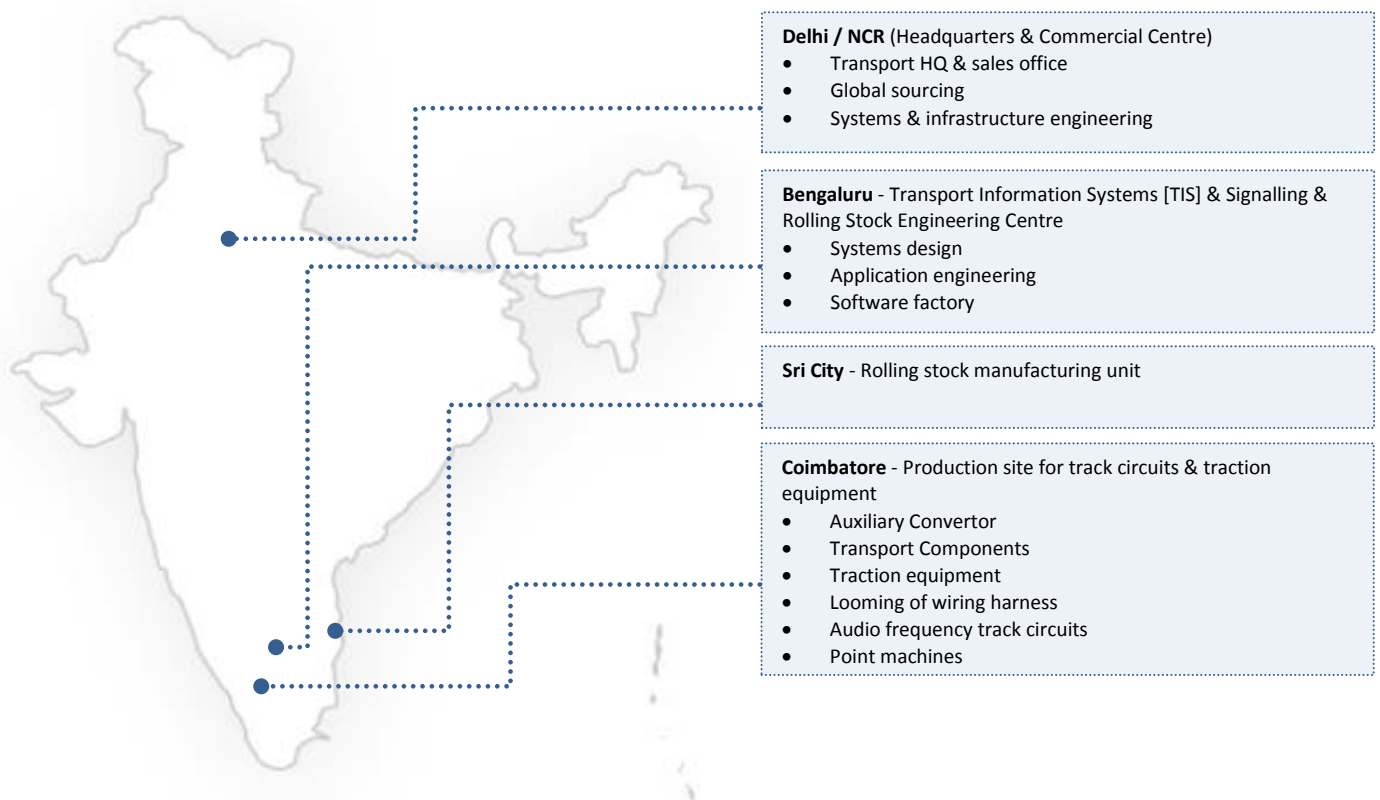 Delhi / NCR (Headquarters & Commercial Centre)
• Transport HQ & sales office
• Global sourcing
• Systems & infrastructure engineering
Bengaluru - Transport Information Systems [TIS] & Signalling &
Rolling Stock Engineering Centre
• Systems design
• Application engineering
• Software factory
Sri City - Rolling stock manufacturing unit
Coimbatore - Production site for track circuits & traction
equipment
• Auxiliary Convertor
• Transport Components
• Traction equipment
• Looming of wiring harness
• Audio frequency track circuits
• Point machines